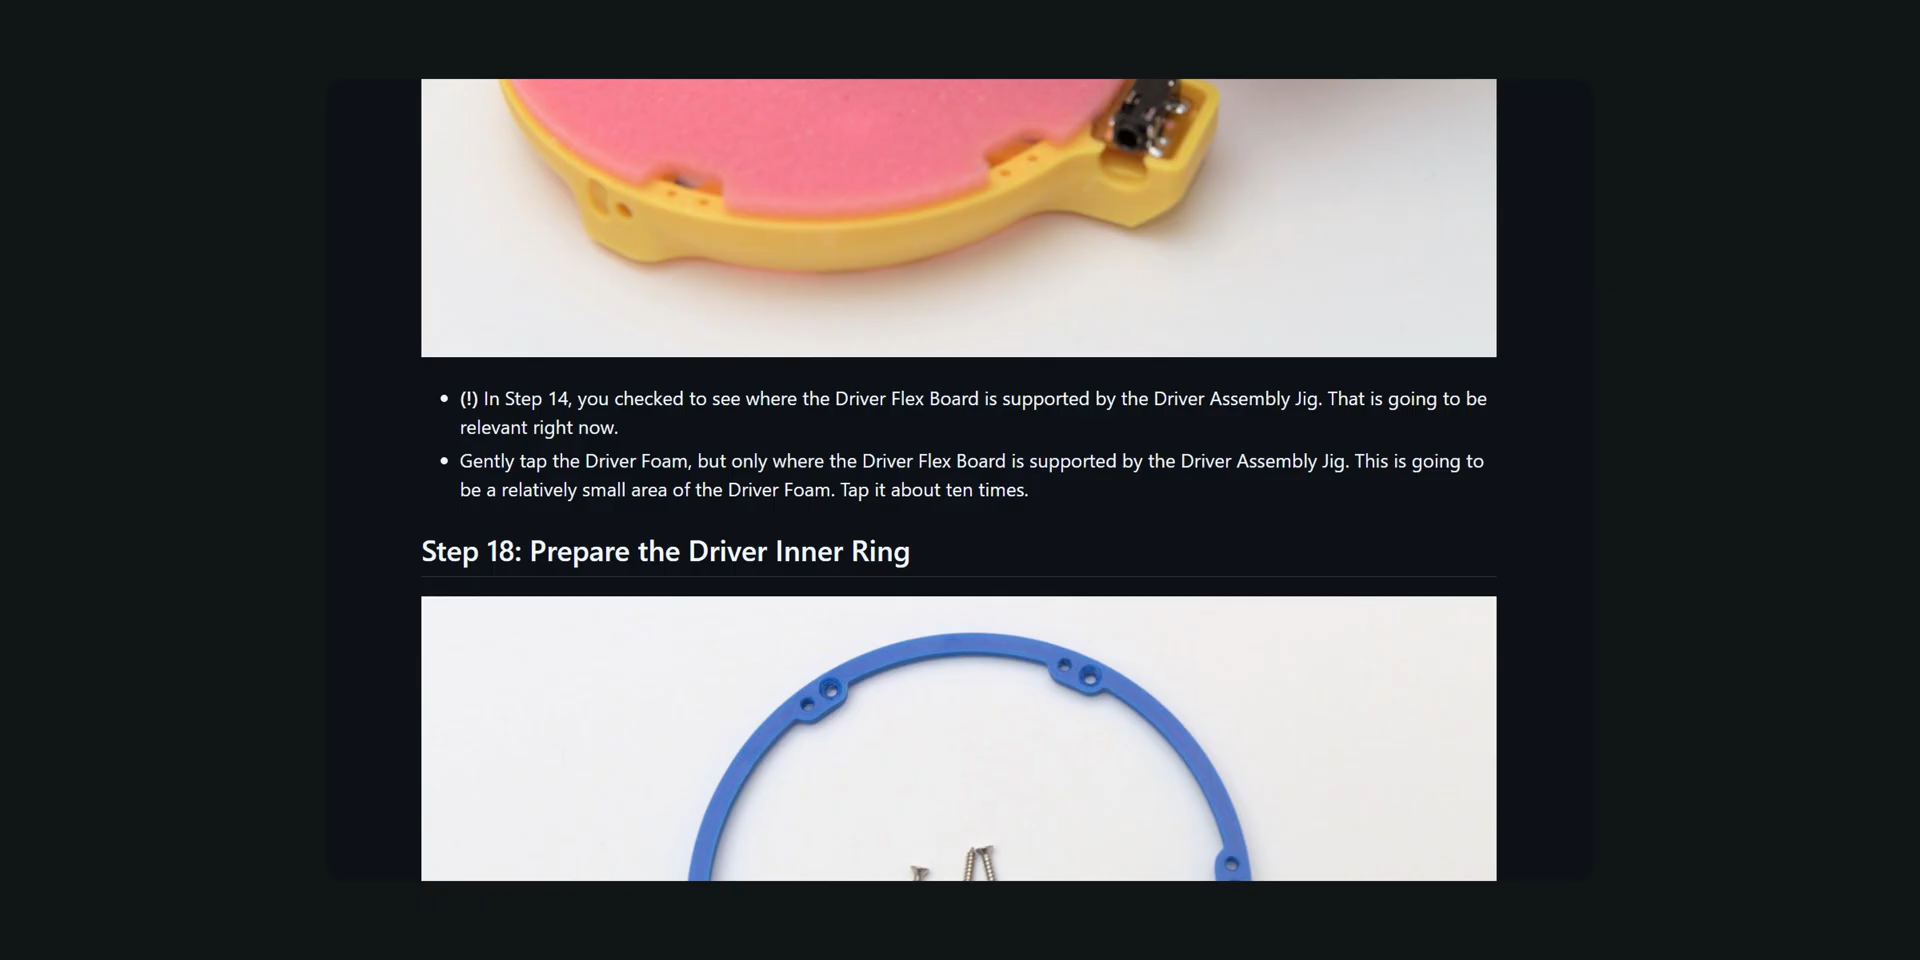 (!) In Step 14, you checked to see where the Driver Flex Board is supported by the Driver Assembly Jig. That is going to be
relevant right now.
Gently tap the Driver Foam, but only where the Driver Flex Board is supported by the Driver Assembly Jig. This is going to
be a relatively small area of the Driver Foam. Tap it about ten times.
Step 18: Prepare the Driver Inner Ring